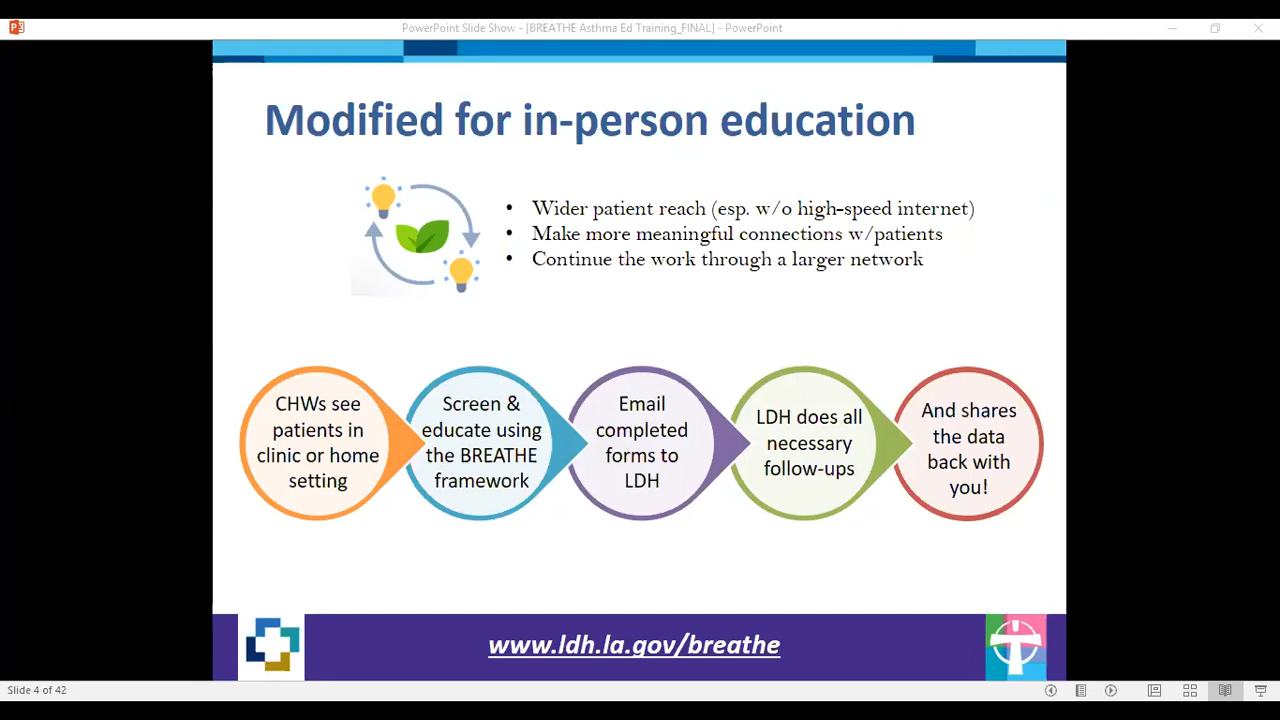 PowerPoint Slide Show - [BREATHE Asthma Ed Training_FINAL] - PowerPoint
Modified for in-person education
• Wider patient reach (esp. w/o high-speed internet)
• Make more meaningful connections w/patients
• Continue the work through a larger network
CHWs see
patients in
clinic or home
setting
Screen &
educate using
the BREATHE
framework
Email
completed
forms to
LDH
LDH does all
necessary
follow-ups
And shares
the data
back with
you!
www.ldh.la.gov/breathe
Slide 4 of 42